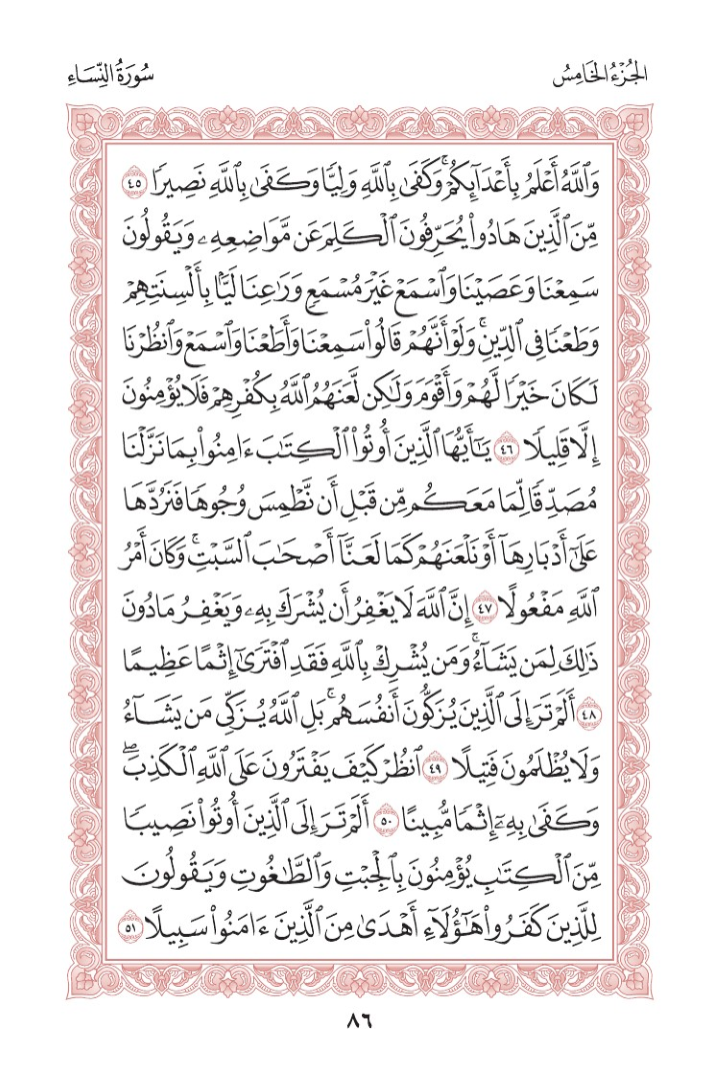 الجُزْءُ الخَامِسُ
سُورَةُ النِّسَاءِ
وَٱللَّهُ أَعْلَمُ بِأَعْدَآئِكُمْۚ وَكَفَىٰ بِٱللَّهِ وَلِيّٗا وَكَفَىٰ بِٱللَّهِ نَصِيرٗا ٤٥
مِّنَ ٱلَّذِينَ هَادُواْ يُحَرِّفُونَ ٱلۡكَلِمَ عَن مَّوَاضِعِهِۦ وَيَقُولُونَ
سَمِعۡنَا وَعَصَيۡنَا وَٱسۡمَعۡ غَيۡرَ مُسۡمَعٖ وَرَٰعِنَا لَيَّۢا بِأَلۡسِنَتِهِمۡ
وَطَعۡنٗا فِي ٱلدِّينِۚ وَلَوۡ أَنَّهُمۡ قَالُواْ سَمِعۡنَا وَأَطَعۡنَا وَٱسۡمَعۡ وَٱنظُرۡنَا
لَكَانَ خَيۡرٗا لَّهُمۡ وَأَقۡوَمَ وَلَٰكِن لَّعَنَهُمُ ٱللَّهُ بِكُفۡرِهِمۡ فَلَا يُؤۡمِنُونَ
إِلَّا قَلِيلٗا ٤٦ يَٰٓأَيُّهَا ٱلَّذِينَ أُوتُواْ ٱلۡكِتَٰبَ ءَامِنُواْ بِمَا نَزَّلۡنَا
مُصَدِّقٗا لِّمَا مَعَكُم مِّن قَبۡلِ أَن نَّطۡمِسَ وُجُوهٗا فَنَرُدَّهَا
عَلَىٰٓ أَدۡبَارِهَآ أَوۡ نَلۡعَنَهُمۡ كَمَا لَعَنَّآ أَصۡحَٰبَ ٱلسَّبۡتِۚ وَكَانَ أَمۡرُ
ٱللَّهِ مَفۡعُولًا ٤٧ إِنَّ ٱللَّهَ لَا يَغۡفِرُ أَن يُشۡرَكَ بِهِۦ وَيَغۡفِرُ مَا دُونَ
ذَٰلِكَ لِمَن يَشَآءُۚ وَمَن يُشۡرِكۡ بِٱللَّهِ فَقَدِ ٱفۡتَرَىٰٓ إِثۡمًا عَظِيمًا
٤٨ أَلَمۡ تَرَ إِلَى ٱلَّذِينَ يُزَكُّونَ أَنفُسَهُمۚ بَلِ ٱللَّهُ يُزَكِّي مَن يَشَآءُ
وَلَا يُظۡلَمُونَ فَتِيلًا ٤٩ ٱنظُرۡ كَيۡفَ يَفۡتَرُونَ عَلَى ٱللَّهِ ٱلۡكَذِبَۖ
وَكَفَىٰ بِهِۦٓ إِثۡمٗا مُّبِينًا ٥٠ أَلَمۡ تَرَ إِلَى ٱلَّذِينَ أُوتُواْ نَصِيبٗا
مِّنَ ٱلۡكِتَٰبِ يُؤۡمِنُونَ بِٱلۡجِبۡتِ وَٱلطَّٰغُوتِ وَيَقُولُونَ
لِلَّذِينَ كَفَرُواْ هَٰٓؤُلَآءِ أَهۡدَىٰ مِنَ ٱلَّذِينَ ءَامَنُواْ سَبِيلًا ٥١
٨٦